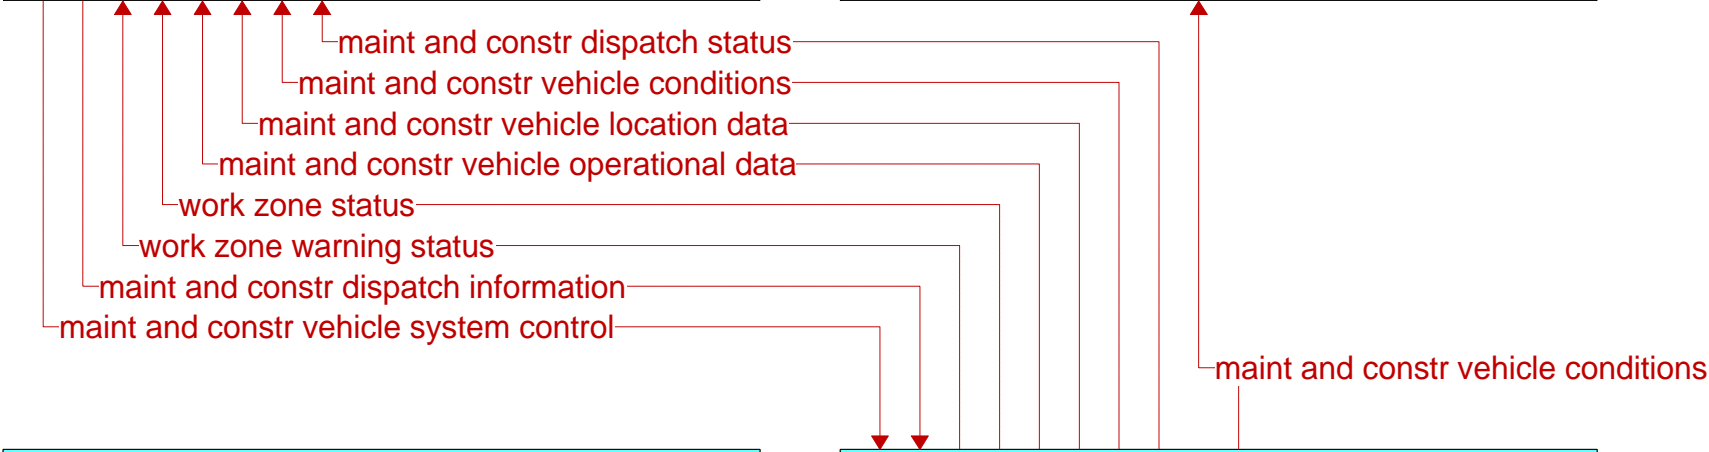 maint and constr dispatch status
maint and constr vehicle conditions
maint and constr vehicle location data
maint and constr vehicle operational data
work zone status
work zone warning status
maint and constr dispatch information
maint and constr vehicle system control
maint and constr vehicle conditions